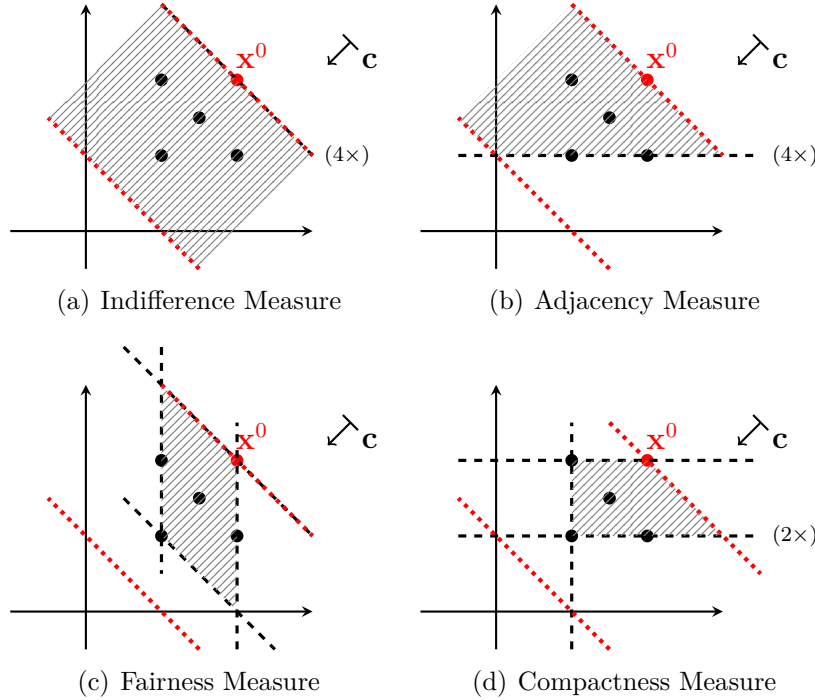 x⁰ c
(4×)
(a) Indifference Measure
x⁰ c
(4×)
(b) Adjacency Measure
x⁰ c
(c) Fairness Measure
x⁰ c
(2×)
(d) Compactness Measure